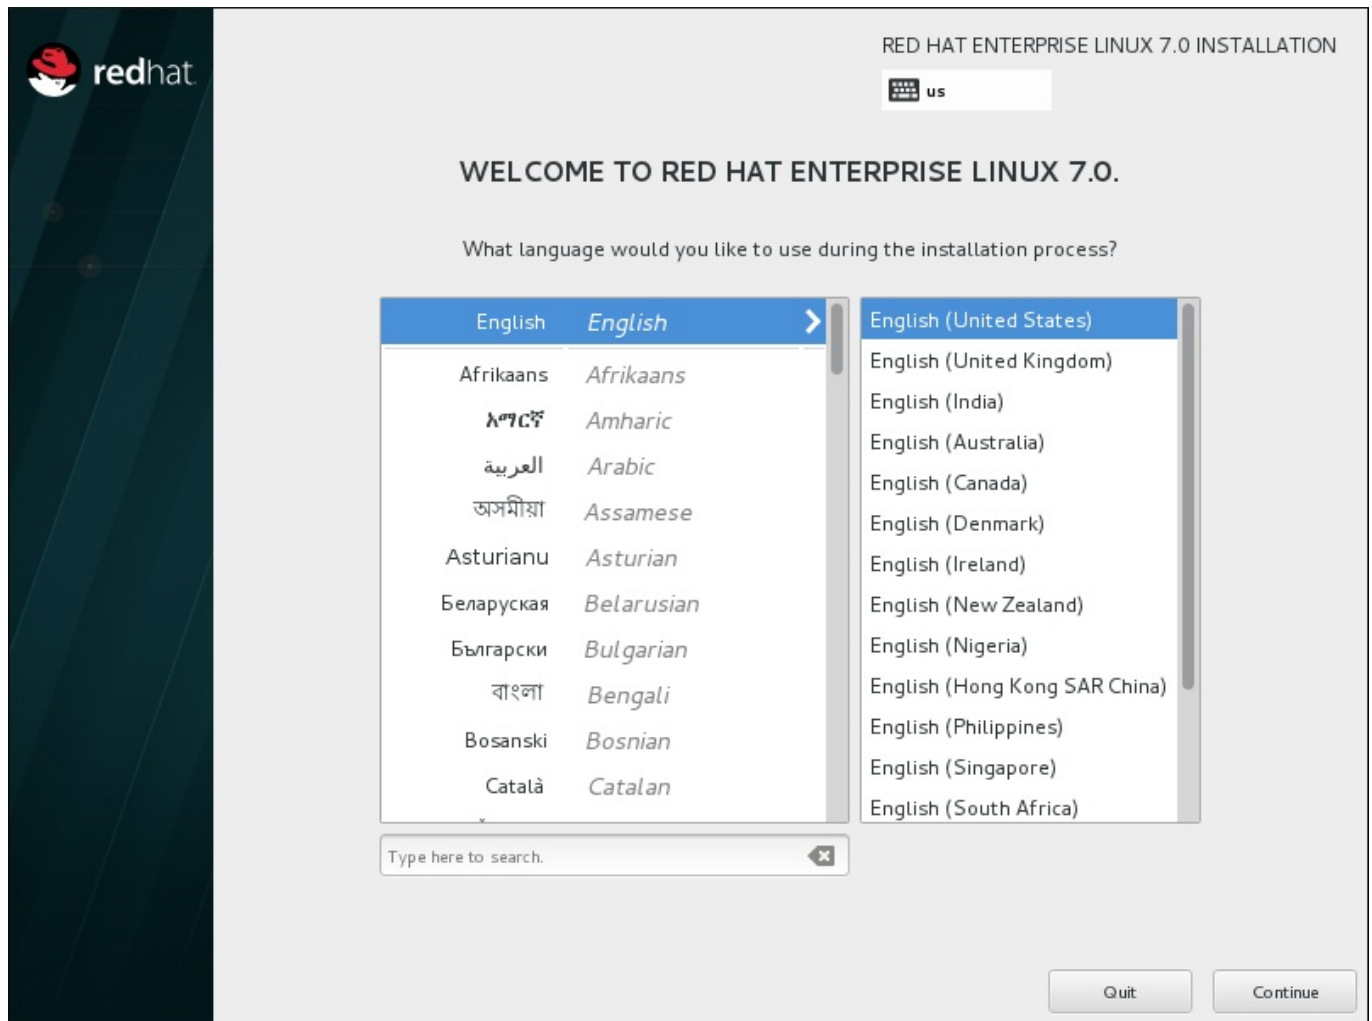 redhat.
RED HAT ENTERPRISE LINUX 7.0 INSTALLATION
us
WELCOME TO RED HAT ENTERPRISE LINUX 7.0.
What language would you like to use during the installation process?
English English
Afrikaans Afrikaans
አማርኛ Amharic
العربية Arabic
অসমীয়া Assamese
Asturianu Asturian
Беларуская Belarusian
Български Bulgarian
বাংলা Bengali
Bosanski Bosnian
Català Catalan
English (United States)
English (United Kingdom)
English (India)
English (Australia)
English (Canada)
English (Denmark)
English (Ireland)
English (New Zealand)
English (Nigeria)
English (Hong Kong SAR China)
English (Philippines)
English (Singapore)
English (South Africa)
Type here to search.
Quit Continue